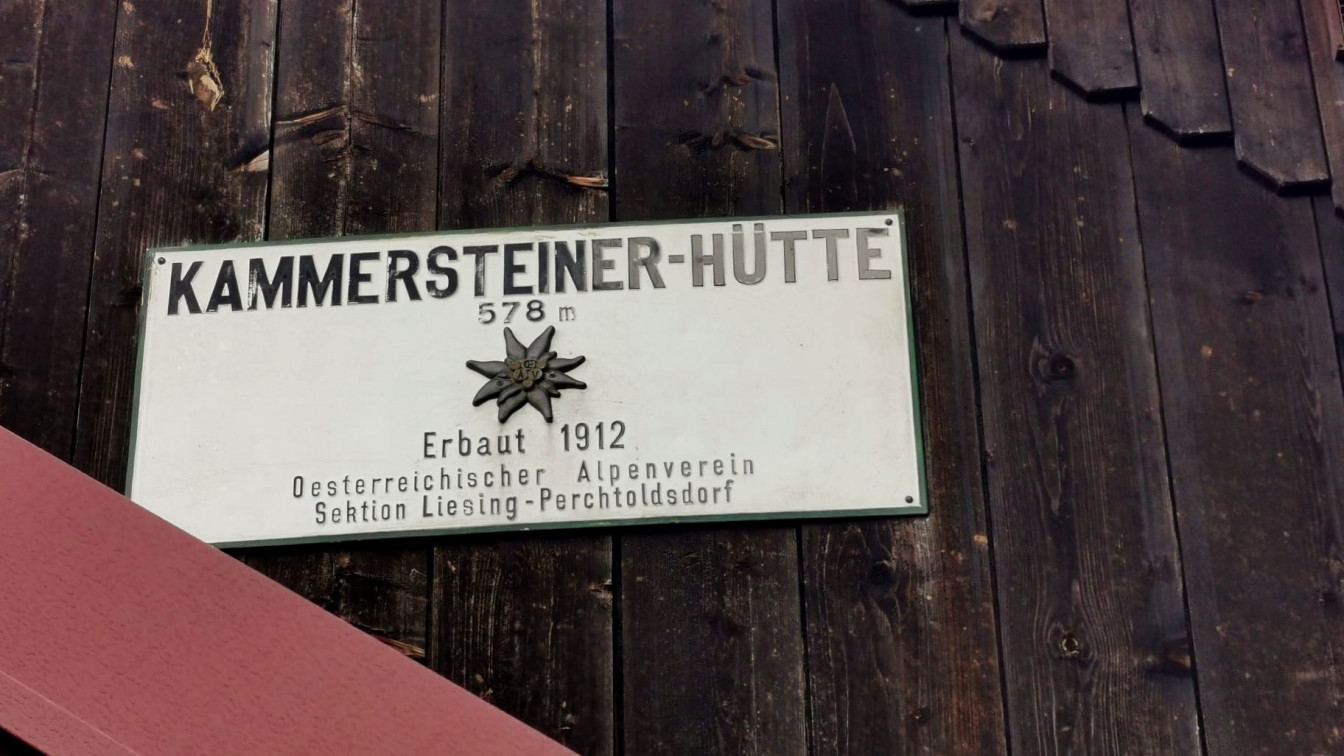 KAMMERSTEINER-HÜTTE
578 m
Erbaut 1912
Oesterreichischer Alpenverein
Sektion Liesing-Perchtoldsdorf